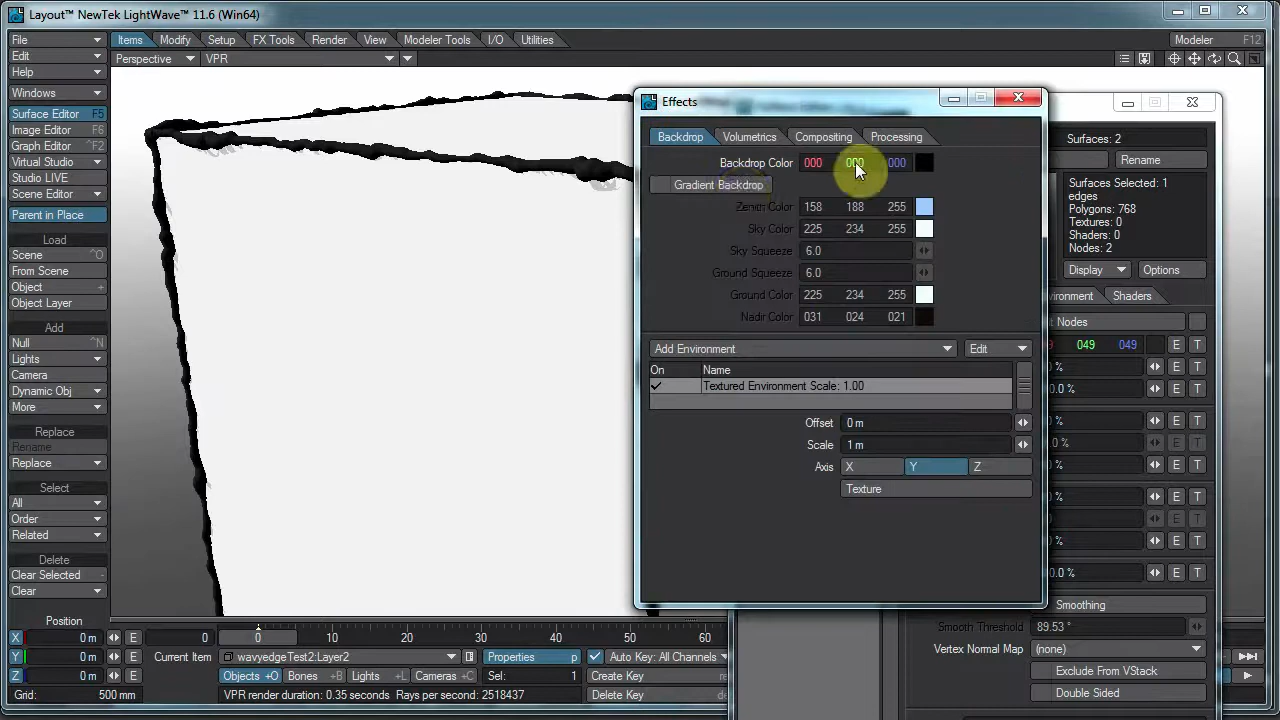 Layout™ NewTek LightWave™ 11.6 (Win64)
Items Modify Setup FX Tools Render View Modeler Tools I/O Utilities
Modeler F12
File
Edit
Help
Perspective VPR
Windows
Surface Editor F5
Image Editor F6
Graph Editor ^F2
Virtual Studio
Studio LIVE
Scene Editor
Parent in Place
Load
Scene ^O
From Scene
Object +
Object Layer
Add
Null ^N
Lights
Camera
Dynamic Obj
More
Replace
Rename
Replace
Select
All
Order
Related
Delete
Clear Selected -
Clear
Effects
Backdrop Volumetrics Compositing Processing
Backdrop Color 000 000 000
Gradient Backdrop
Zenith Color 158 188 255
Sky Color 225 234 255
Sky Squeeze 6.0
Ground Squeeze 6.0
Ground Color 225 234 255
Nadir Color 031 024 021
Add Environment Edit
On Name
Textured Environment Scale: 1.00
Offset 0 m
Scale 1 m
Axis X Y Z
Texture
Surfaces: 2
Rename
Surfaces Selected: 1
edges
Polygons: 768
Textures: 0
Shaders: 0
Nodes: 2
Display Options
Shaders
Nodes
049 049 E T
E T
E T
E T
E T
E T
E T
E T
E T
E T
Smoothing
Smooth Threshold 89.53 °
Vertex Normal Map (none)
Exclude From VStack
Double Sided
Position
X 0 m E
Y 0 m E
Z 0 m E
Grid: 500 mm
0
0 10 20 30 40 50 60
Current Item wavyedgeTest2:Layer2 Properties p Auto Key: All Channels
Objects +O Bones +B Lights +L Cameras +C Sel: 1 Create Key
VPR render duration: 0.35 seconds Rays per second: 2518437 Delete Key